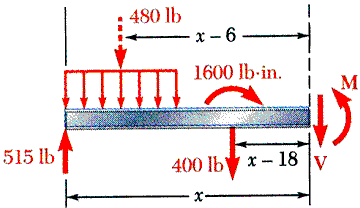 480 lb
x – 6
1600 lb·in.
M
515 lb
400 lb
x – 18
V
x